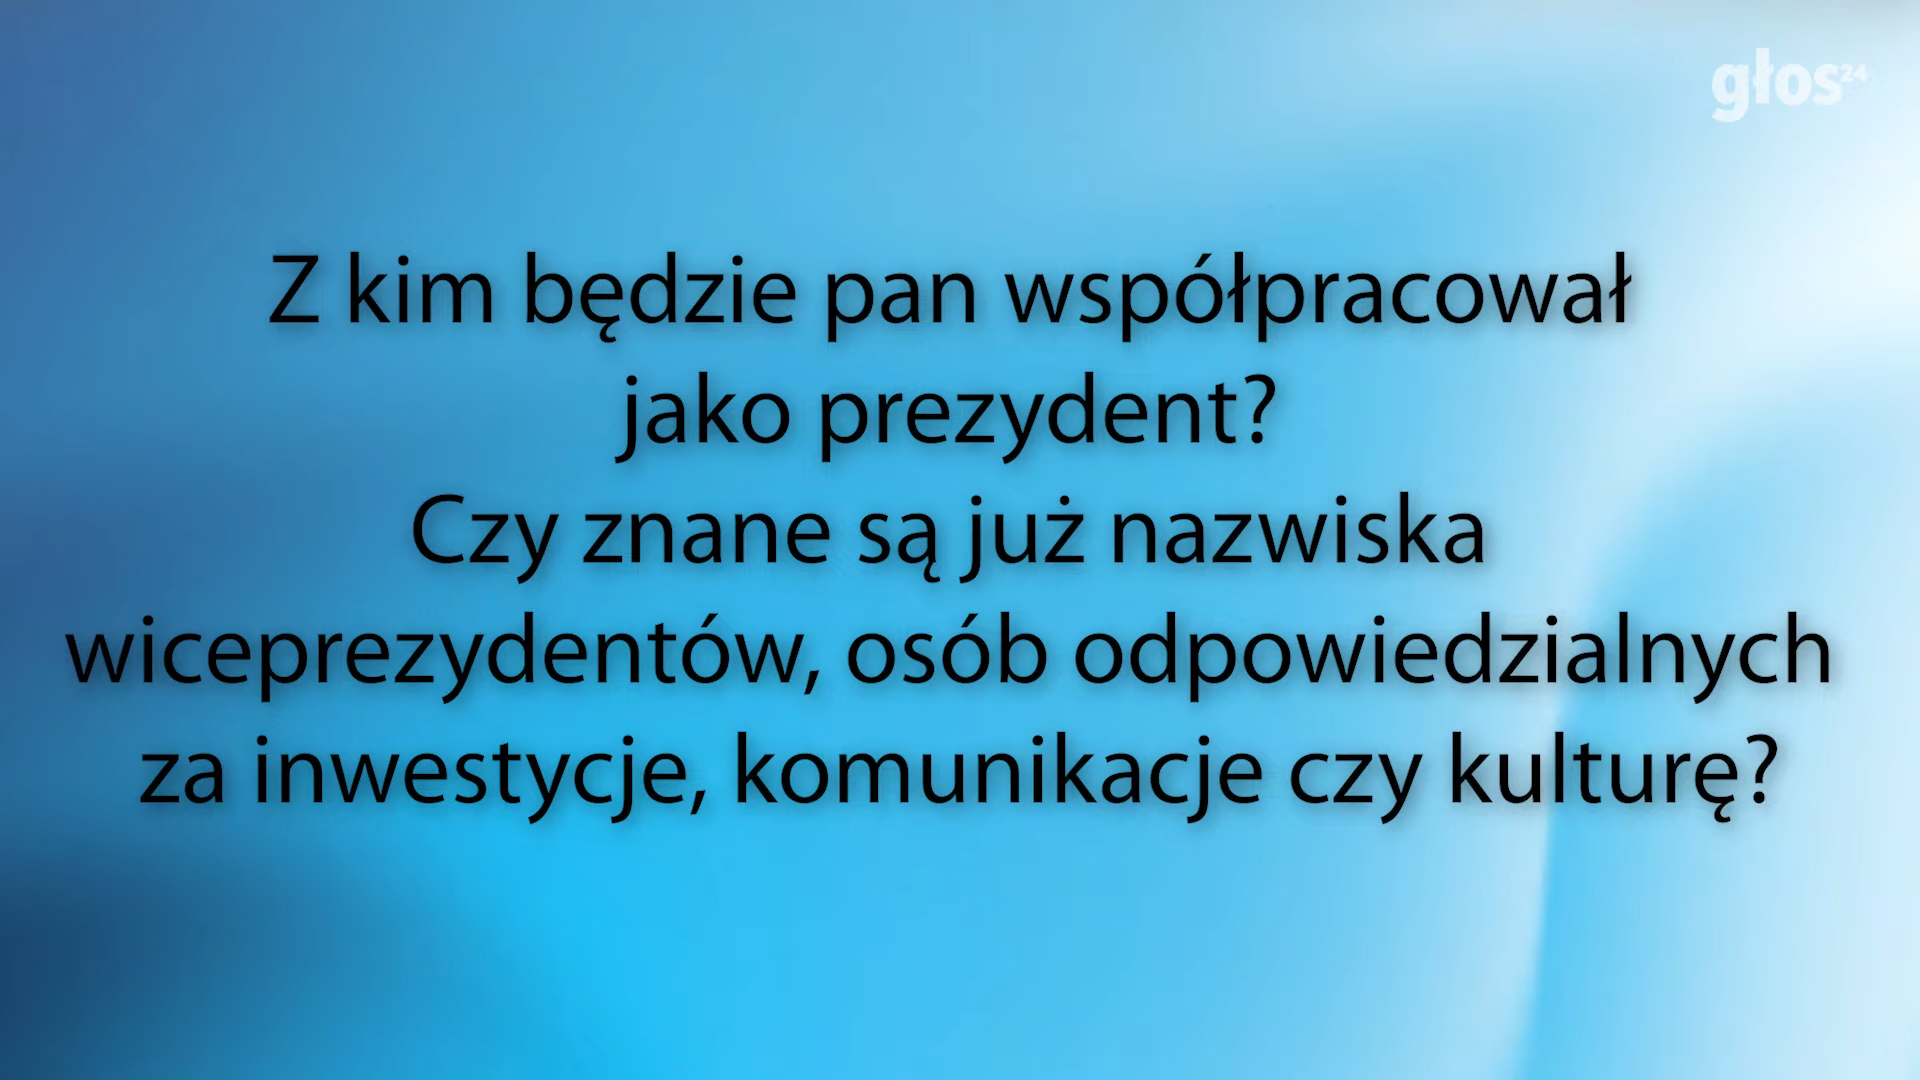 głos24
Z kim będzie pan współpracował
jako prezydent?
Czy znane są już nazwiska
wiceprezydentów, osób odpowiedzialnych
za inwestycje, komunikacje czy kulturę?